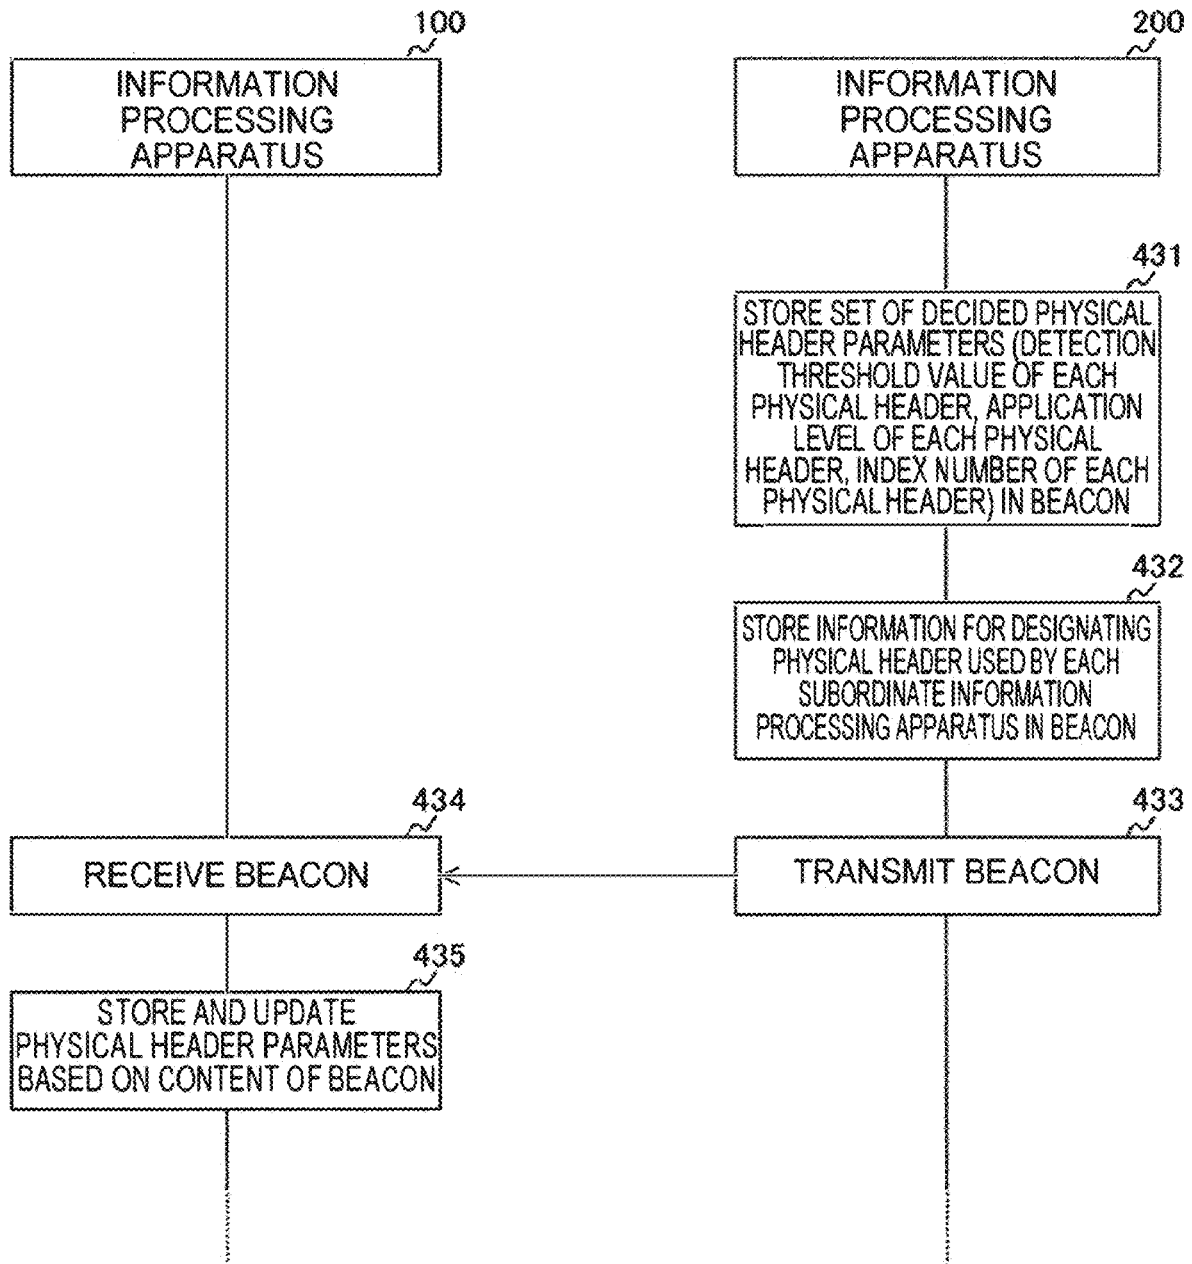 100
INFORMATION
PROCESSING
APPARATUS
200
INFORMATION
PROCESSING
APPARATUS
431
STORE SET OF DECIDED PHYSICAL
HEADER PARAMETERS (DETECTION
THRESHOLD VALUE OF EACH
PHYSICAL HEADER, APPLICATION
LEVEL OF EACH PHYSICAL
HEADER, INDEX NUMBER OF EACH
PHYSICAL HEADER) IN BEACON
432
STORE INFORMATION FOR DESIGNATING
PHYSICAL HEADER USED BY EACH
SUBORDINATE INFORMATION
PROCESSING APPARATUS IN BEACON
434
RECEIVE BEACON
433
TRANSMIT BEACON
435
STORE AND UPDATE
PHYSICAL HEADER PARAMETERS
BASED ON CONTENT OF BEACON